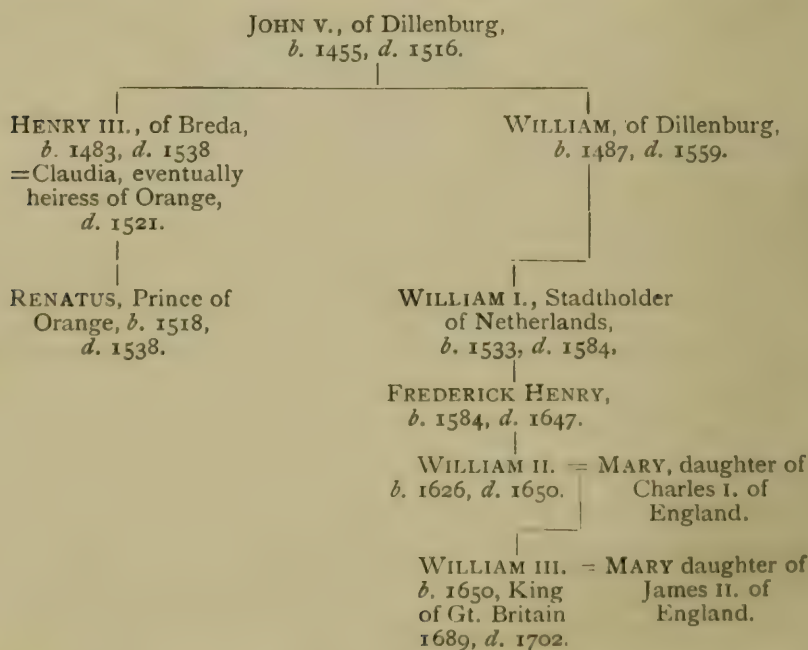 JOHN V., of Dillenburg,
b. 1455, d. 1516.
HENRY III., of Breda,
b. 1483, d. 1538
=Claudia, eventually
heiress of Orange,
d. 1521.
RENATUS, Prince of
Orange, b. 1518,
d. 1538.
WILLIAM, of Dillenburg,
b. 1487, d. 1559.
WILLIAM I., Stadtholder
of Netherlands,
b. 1533, d. 1584,
FREDERICK HENRY,
b. 1584, d. 1647.
WILLIAM II. = MARY, daughter of
b. 1626, d. 1650. Charles I. of
England.
WILLIAM III. = MARY daughter of
b. 1650, King James II. of
of Gt. Britain England.
1689, d. 1702.